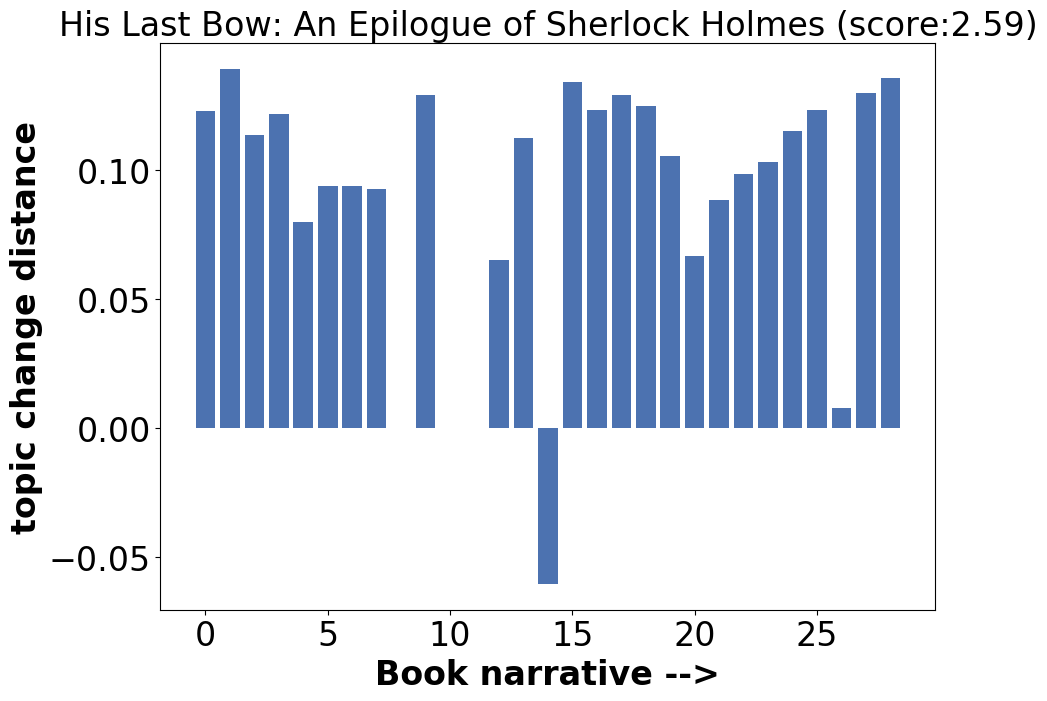 His Last Bow: An Epilogue of Sherlock Holmes (score:2.59)
topic change distance
0.10
0.05
0.00
−0.05
0 5 10 15 20 25
Book narrative -->